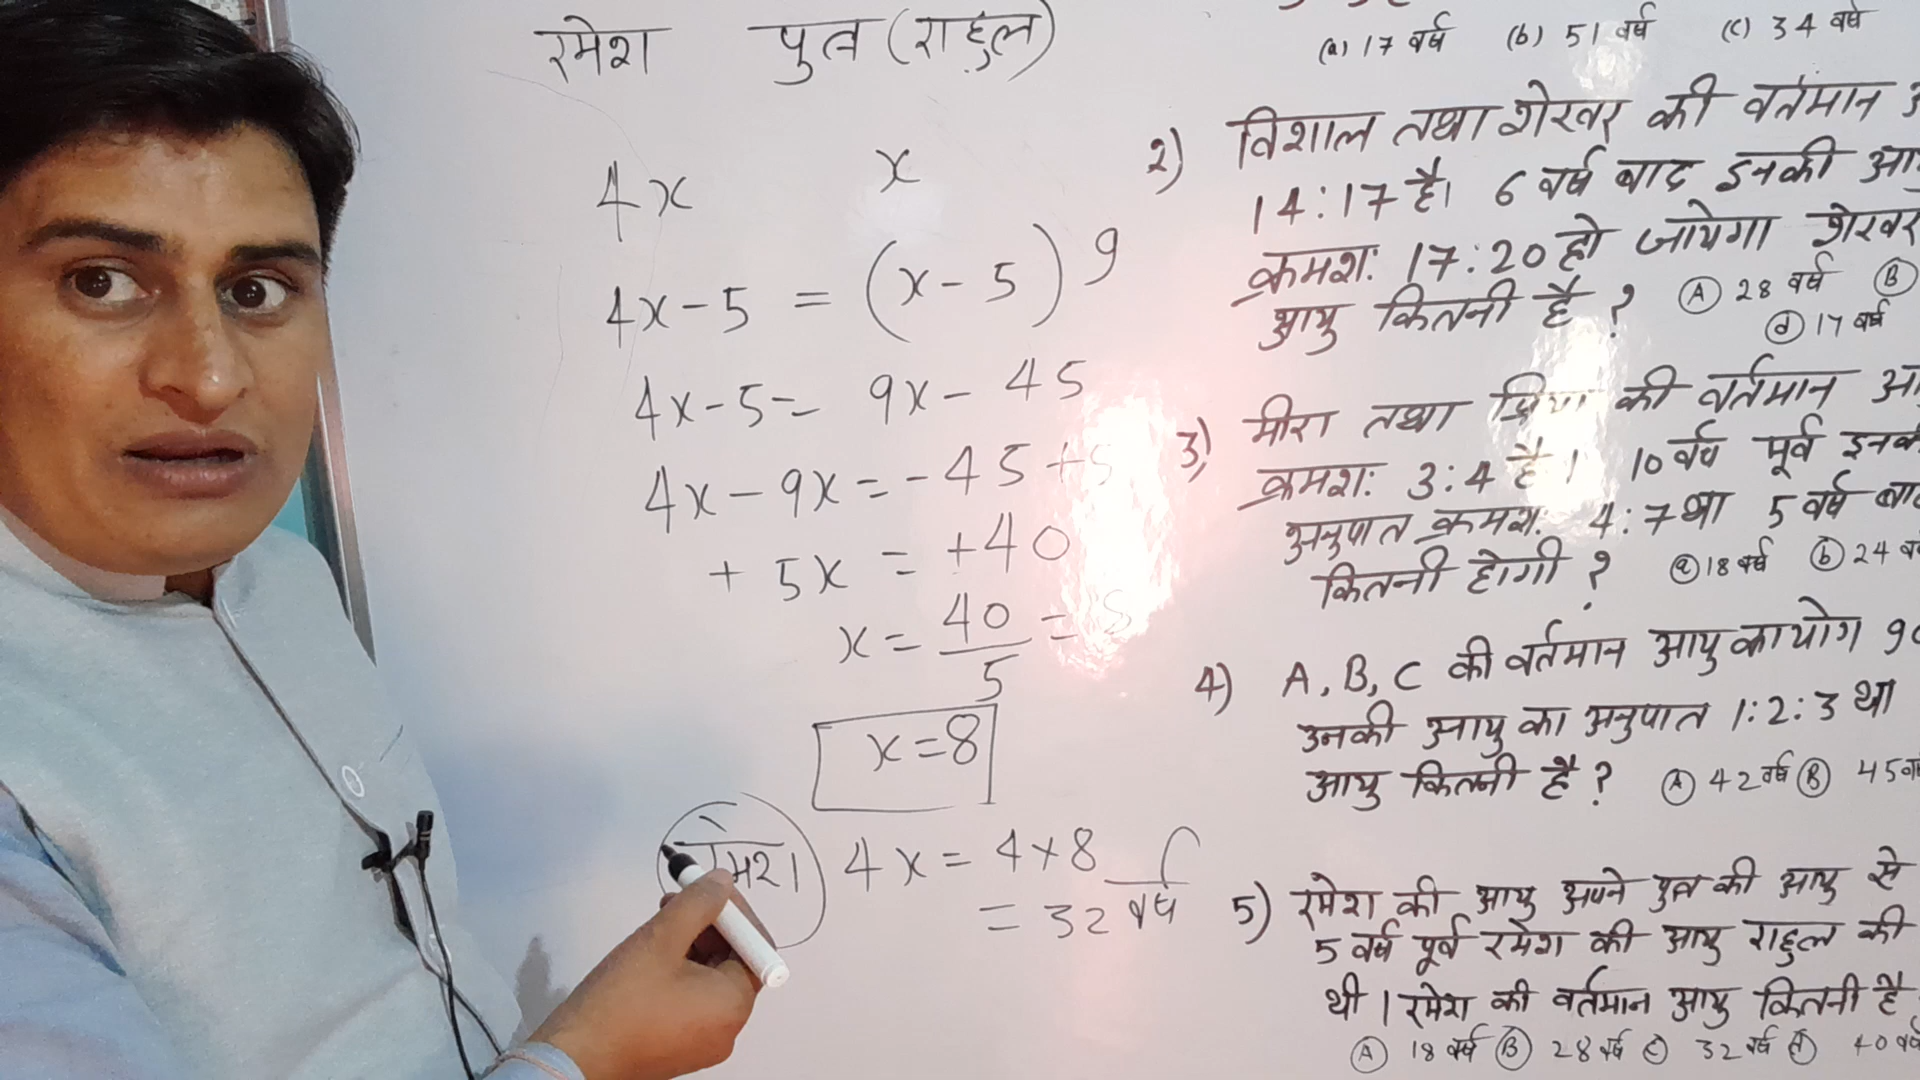 रमेश पुत्र (राहुल)
4x x
4x - 5 = (x - 5) 9
4x - 5 = 9x - 45
4x - 9x = - 45 + 5
+ 5x = + 40
x = 40/5 = 8
x = 8
4x = 4 × 8
= 32 वर्ष
(a) 17 वर्ष (b) 51 वर्ष (c) 34 वर्ष
2) विशाल तथा शेखर की वर्तमान
14:17 है। 6 वर्ष बाद इनकी
क्रमशः 17:20 हो जायेगा शेखर
आयु कितनी है? (A) 28 वर्ष (B)
(d) 17 वर्ष
3) मीरा तथा की वर्तमान
क्रमशः 3:4 है। 10 वर्ष पूर्व
अनुपात क्रमश. 4:7 था 5 वर्ष
कितनी होगी? (a) 18 वर्ष (b) 24
4) A, B, C की वर्तमान आयु का योग
उनकी आयु का अनुपात 1:2:3 था
आयु कितनी है? (A) 42 वर्ष (B) 45
5) रमेश की आयु अपने पुत्र की आयु से
5 वर्ष पूर्व रमेश की आयु राहुल की
थी। रमेश की वर्तमान आयु कितनी है
(A) 18 वर्ष (B) 28 वर्ष (C) 32 वर्ष 40 वर्ष